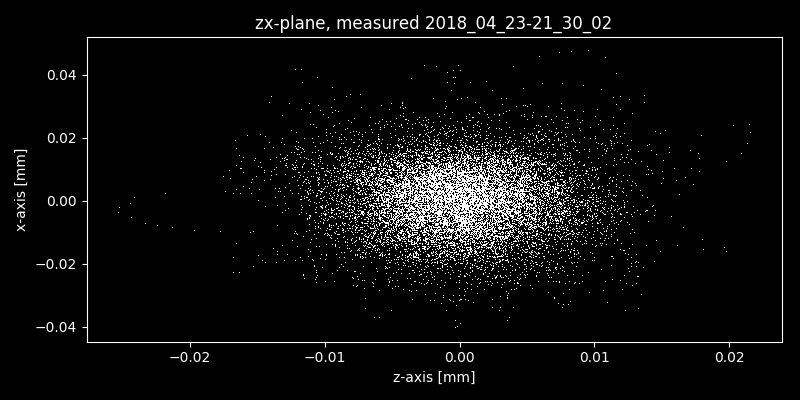 zx-plane, measured 2018_04_23-21_30_02
0.04
0.02
0.00
−0.02
−0.04
x-axis [mm]
−0.02 −0.01 0.00 0.01 0.02
z-axis [mm]